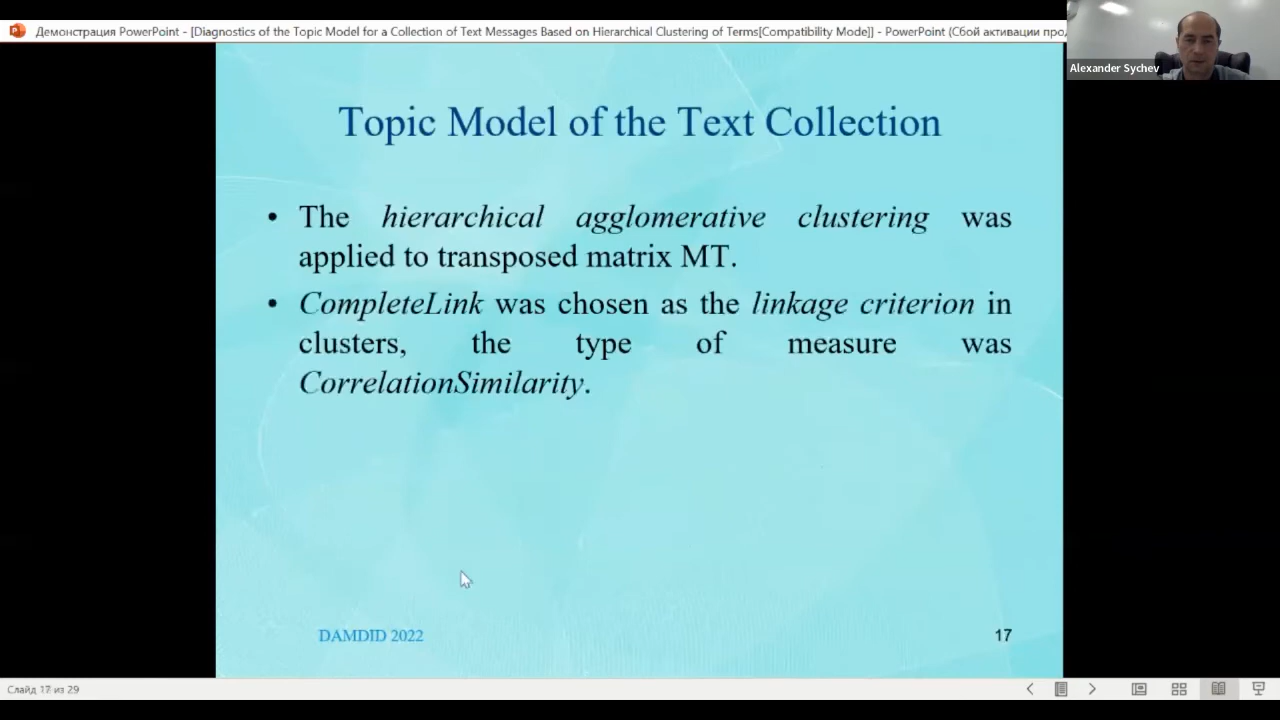 Демонстрация PowerPoint - [Diagnostics of the Topic Model for a Collection of Text Messages Based on Hierarchical Clustering of Terms[Compatibility Mode]] - PowerPoint (Сбой активации про
Alexander Sychev
Topic Model of the Text Collection
• The hierarchical agglomerative clustering was
applied to transposed matrix MT.
• CompleteLink was chosen as the linkage criterion in
clusters, the type of measure was
CorrelationSimilarity.
DAMDID 2022
17
Слайд 17 из 29